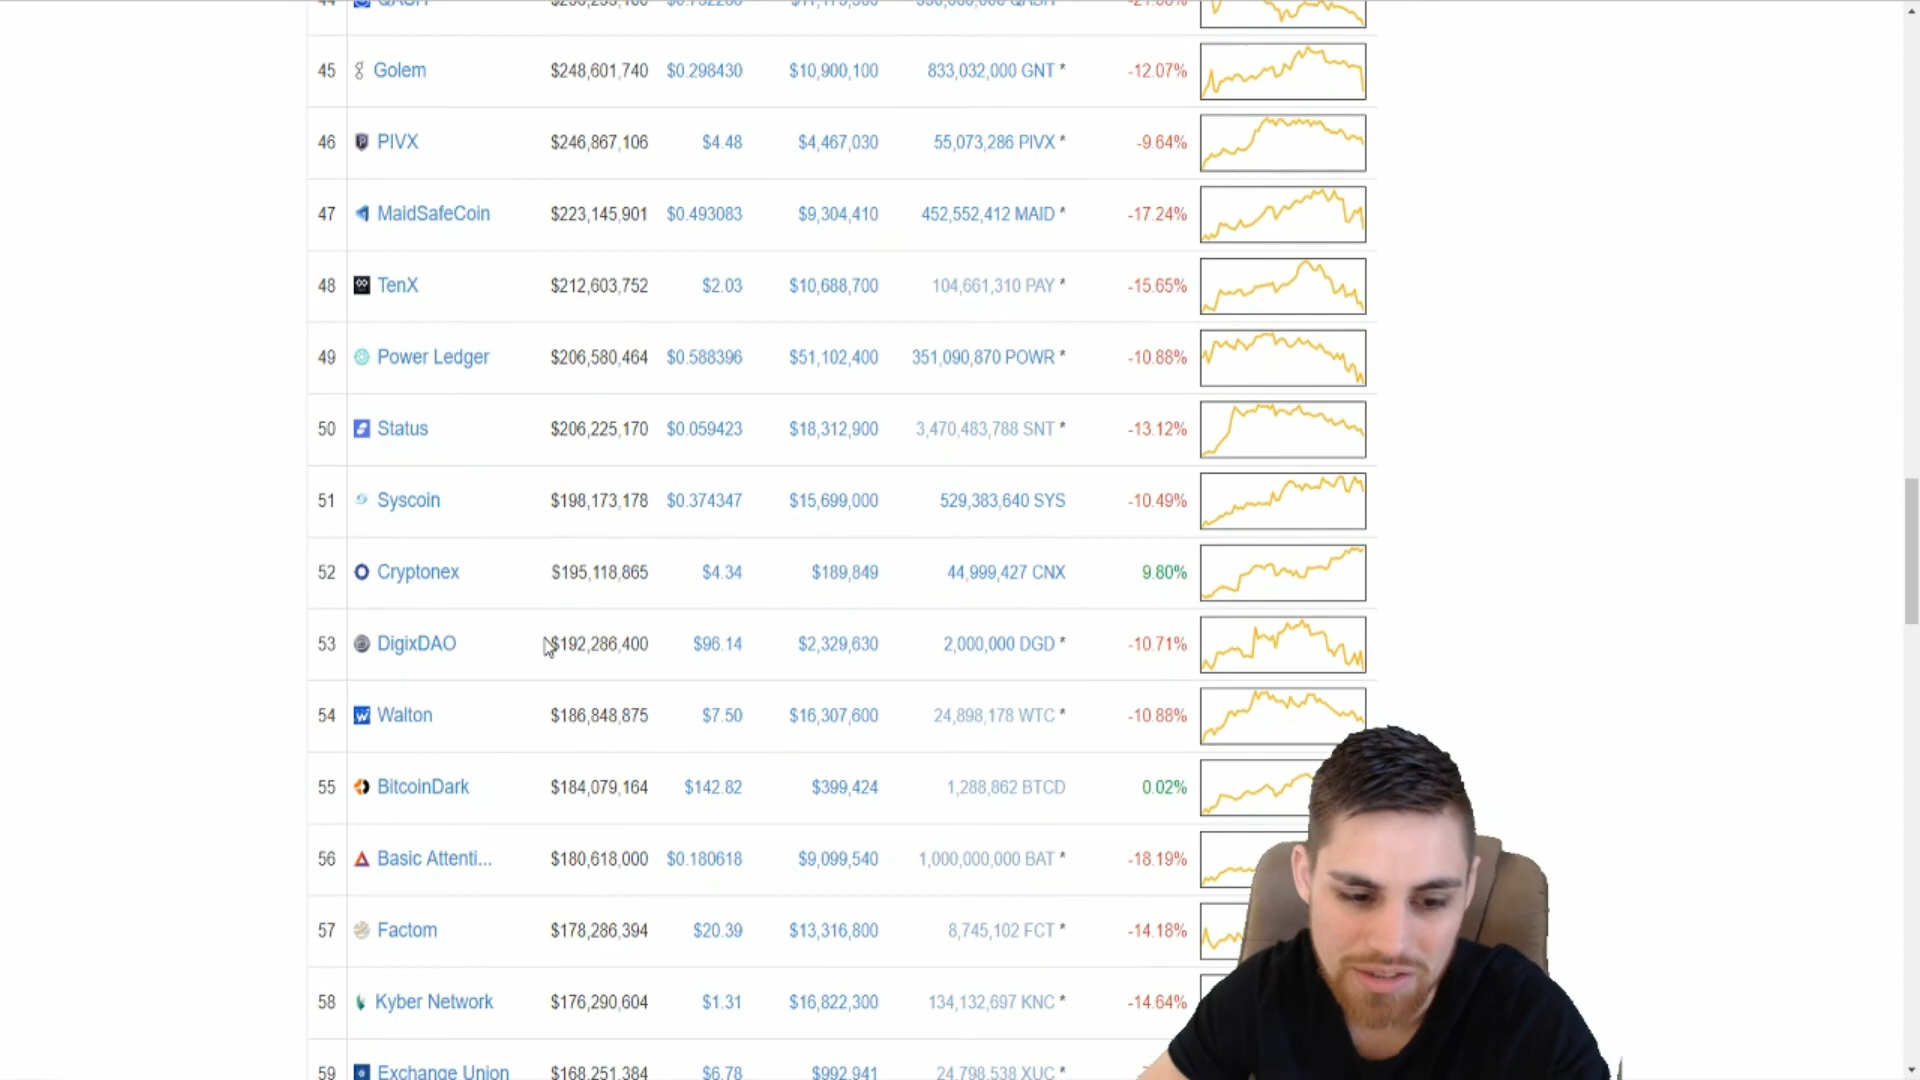 45 Golem $248,601,740 $0.298430 $10,900,100 833,032,000 GNT * -12.07%
46 PIVX $246,867,106 $4.48 $4,467,030 55,073,286 PIVX * -9.64%
47 MaidSafeCoin $223,145,901 $0.493083 $9,304,410 452,552,412 MAID * -17.24%
48 TenX $212,603,752 $2.03 $10,688,700 104,661,310 PAY * -15.65%
49 Power Ledger $206,580,464 $0.588396 $51,102,400 351,090,870 POWR * -10.88%
50 Status $206,225,170 $0.059423 $18,312,900 3,470,483,788 SNT * -13.12%
51 Syscoin $198,173,178 $0.374347 $15,699,000 529,383,640 SYS -10.49%
52 Cryptonex $195,118,865 $4.34 $189,849 44,999,427 CNX 9.80%
53 DigixDAO $192,286,400 $96.14 $2,329,630 2,000,000 DGD * -10.71%
54 Walton $186,848,875 $7.50 $16,307,600 24,898,178 WTC * -10.88%
55 BitcoinDark $184,079,164 $142.82 $399,424 1,288,862 BTCD 0.02%
56 Basic Attenti... $180,618,000 $0.180618 $9,099,540 1,000,000,000 BAT * -18.19%
57 Factom $178,286,394 $20.39 $13,316,800 8,745,102 FCT * -14.18%
58 Kyber Network $176,290,604 $1.31 $16,822,300 134,132,697 KNC * -14.64%
59 Exchange Union $168,251,384 $6.78 $992,941 24,798,538 XUC *